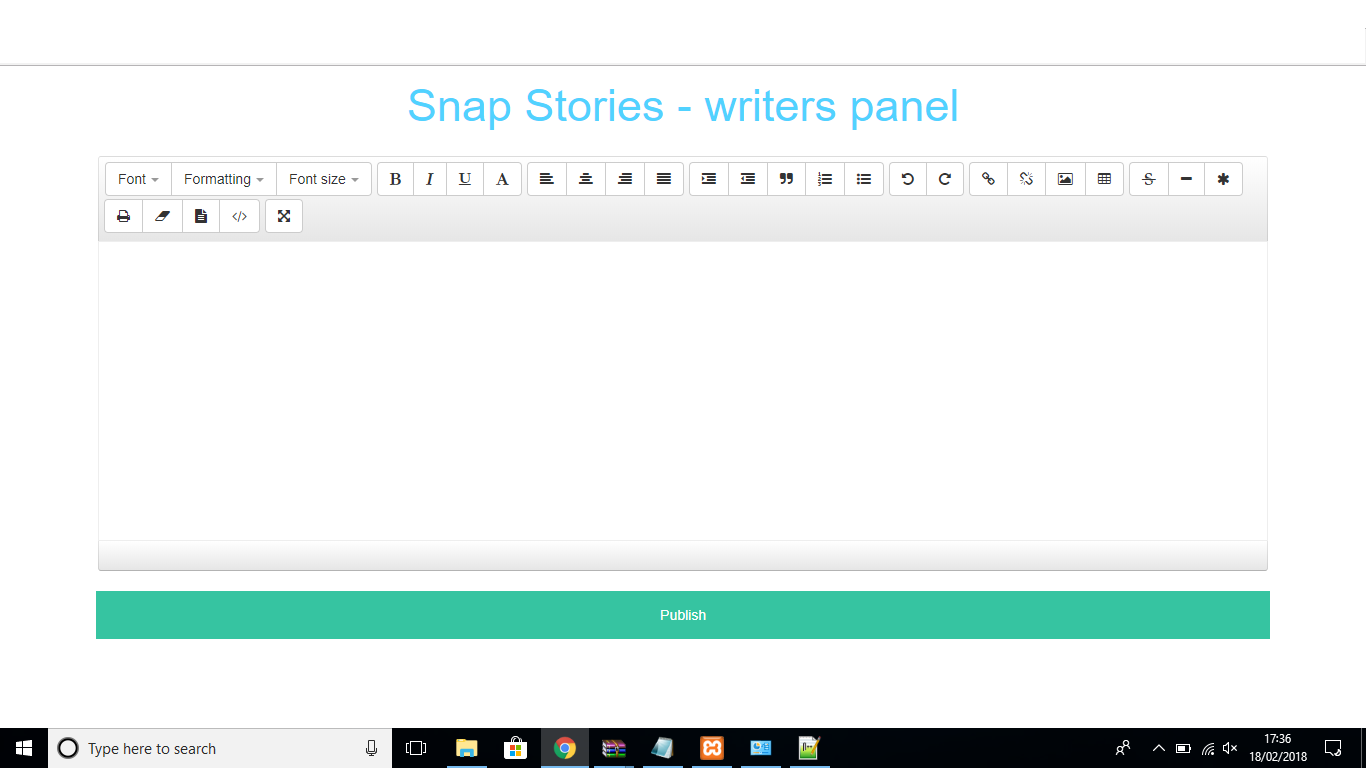 Snap Stories - writers panel
Font Formatting Font size B I U A S
</>
Publish
Type here to search
17:36
18/02/2018